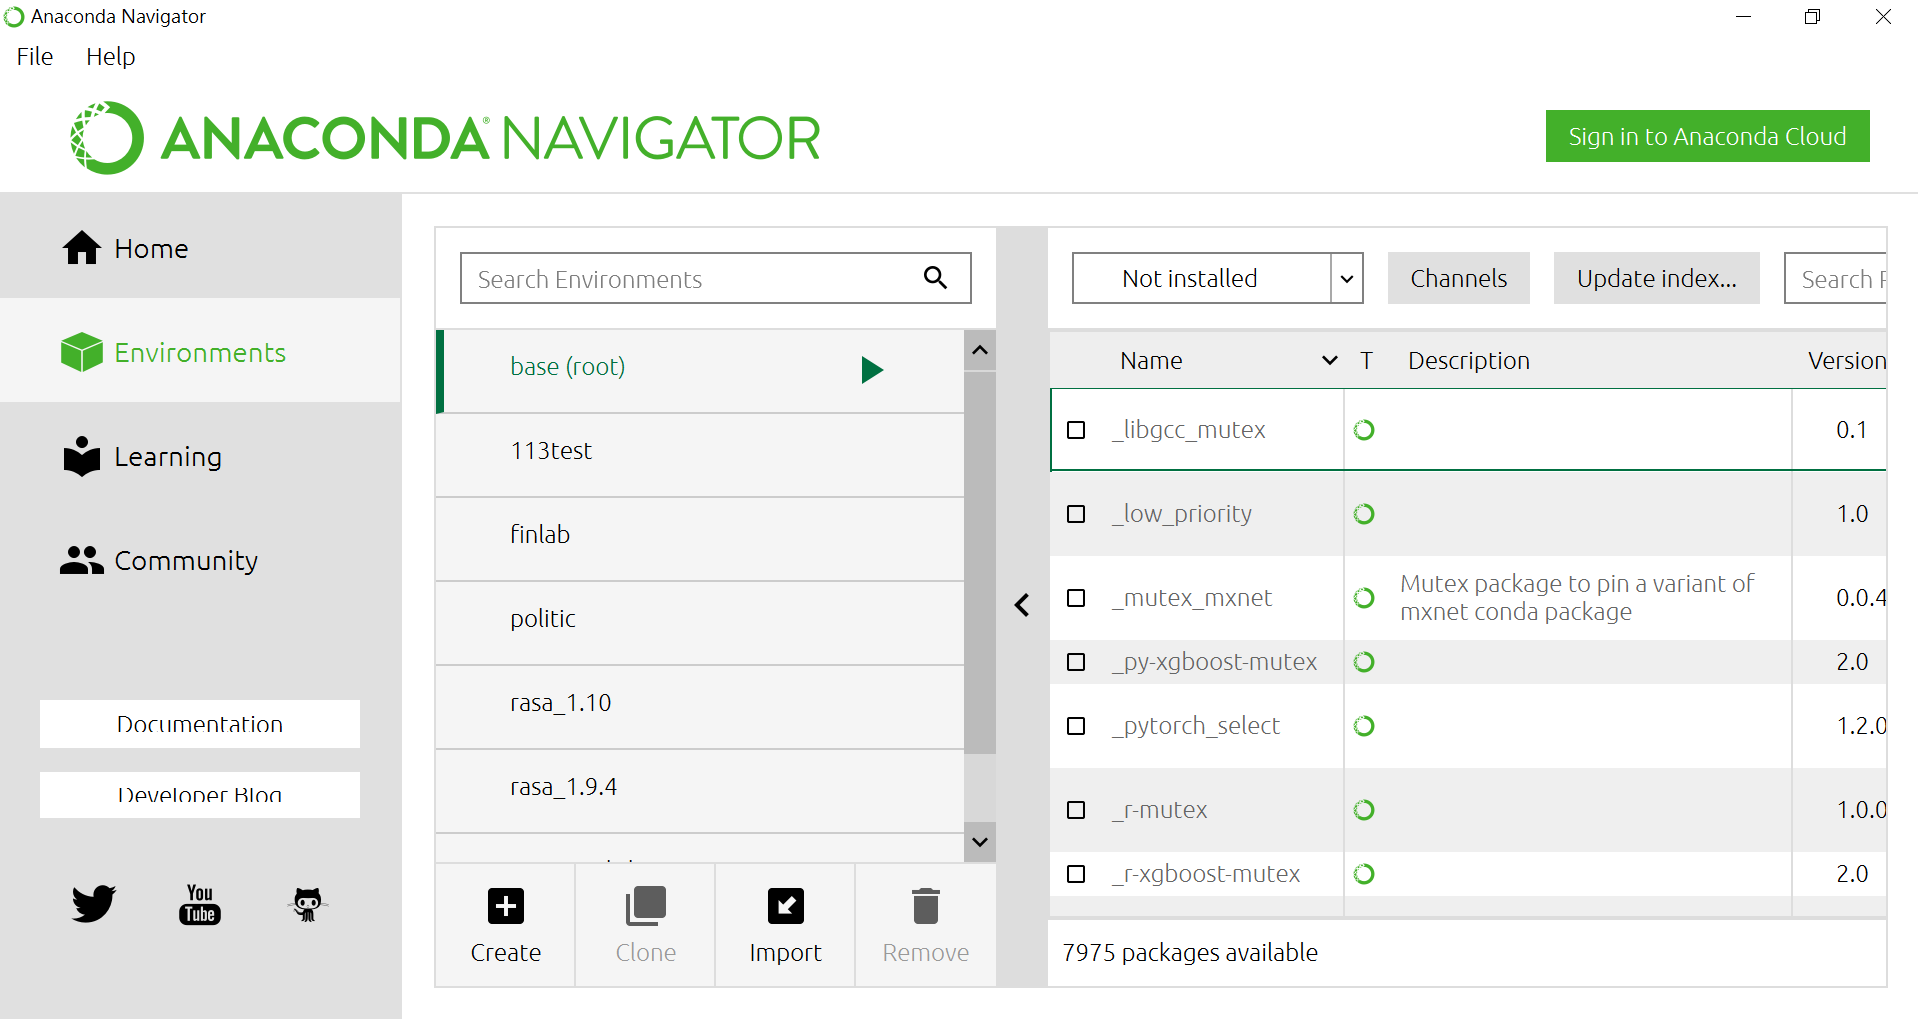 Anaconda Navigator
File Help
ANACONDA® NAVIGATOR
Sign in to Anaconda Cloud
Home
Environments
Learning
Community
Documentation
Developer Blog
You
Tube
Search Environments
base (root)
113test
finlab
politic
rasa_1.10
rasa_1.9.4
Create
Clone
Import
Remove
Not installed
Channels
Update index...
Search
Name T Description Version
_libgcc_mutex 0.1
_low_priority 1.0
_mutex_mxnet Mutex package to pin a variant of 0.0.4
mxnet conda package
_py-xgboost-mutex 2.0
_pytorch_select 1.2.0
_r-mutex 1.0.0
_r-xgboost-mutex 2.0
7975 packages available